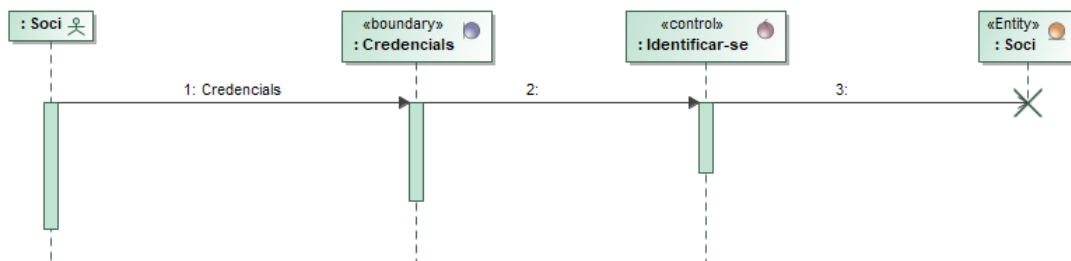 : Soci
«boundary»
: Credencials
«control»
: Identificar-se
«Entity»
: Soci
1: Credencials
2:
3: